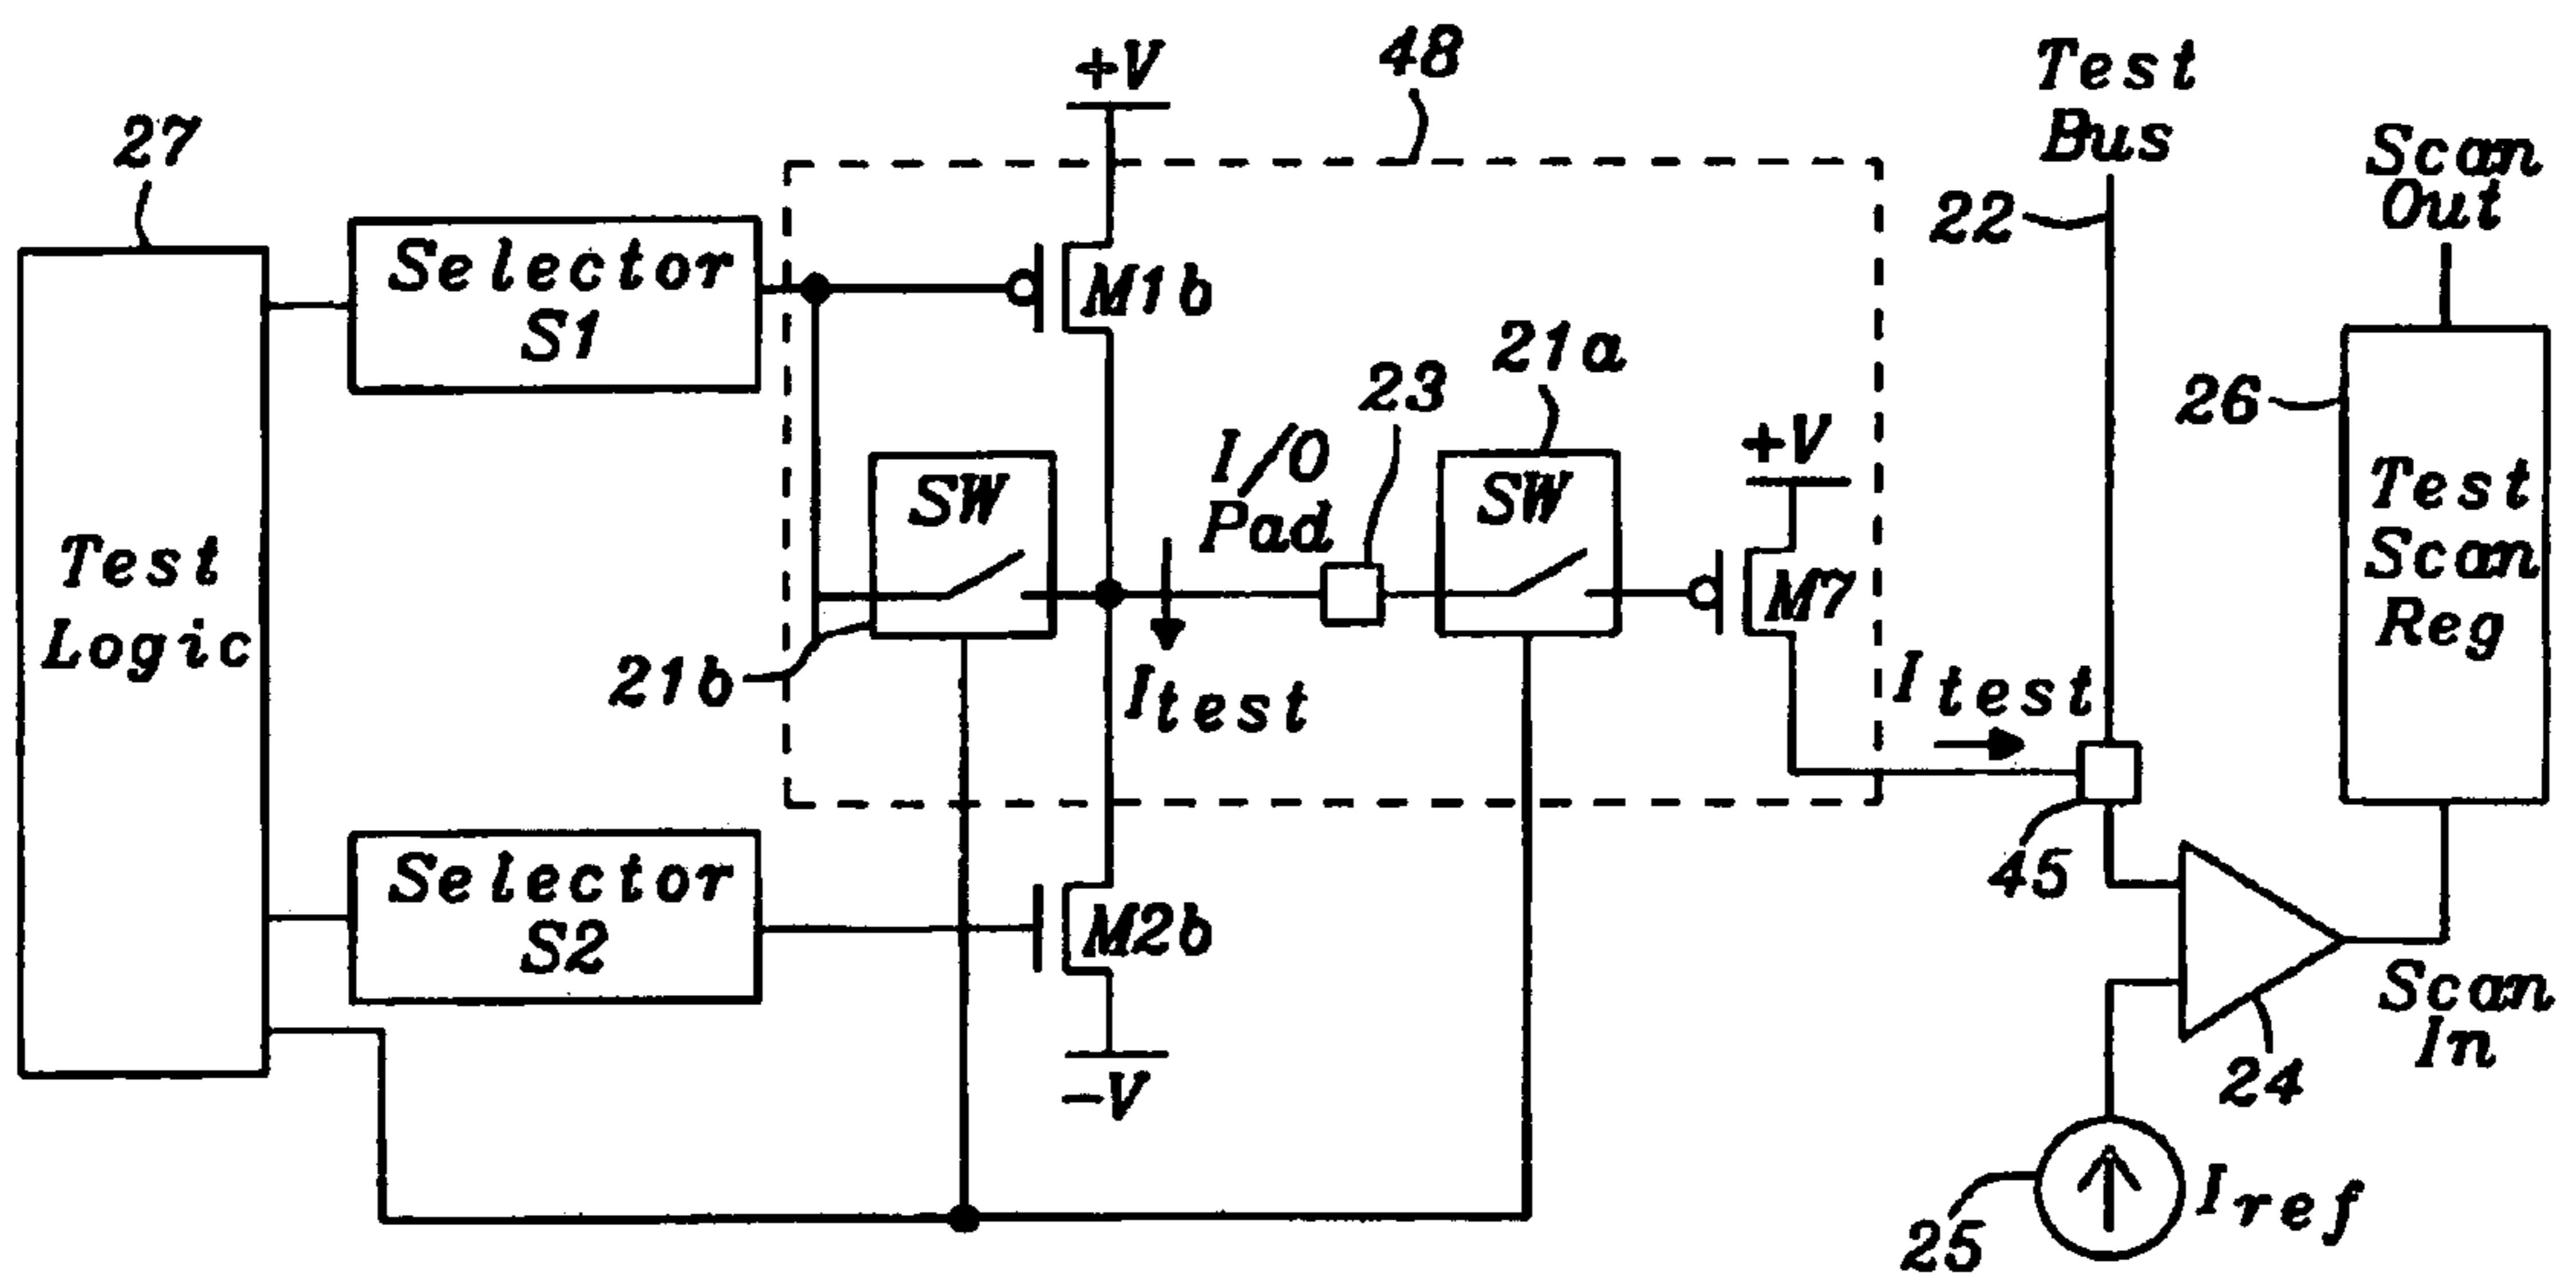 48
+V
Test
Bus
27
Scan
Out
22
Selector
S1
M1b
21a
23
26
+V
I/O
Pad
SW
SW
Test
Scan
Reg
Test
Logic
M7
21b
Itest
Itest
45
Selector
S2
M2b
Scan
In
24
-V
25
Iref